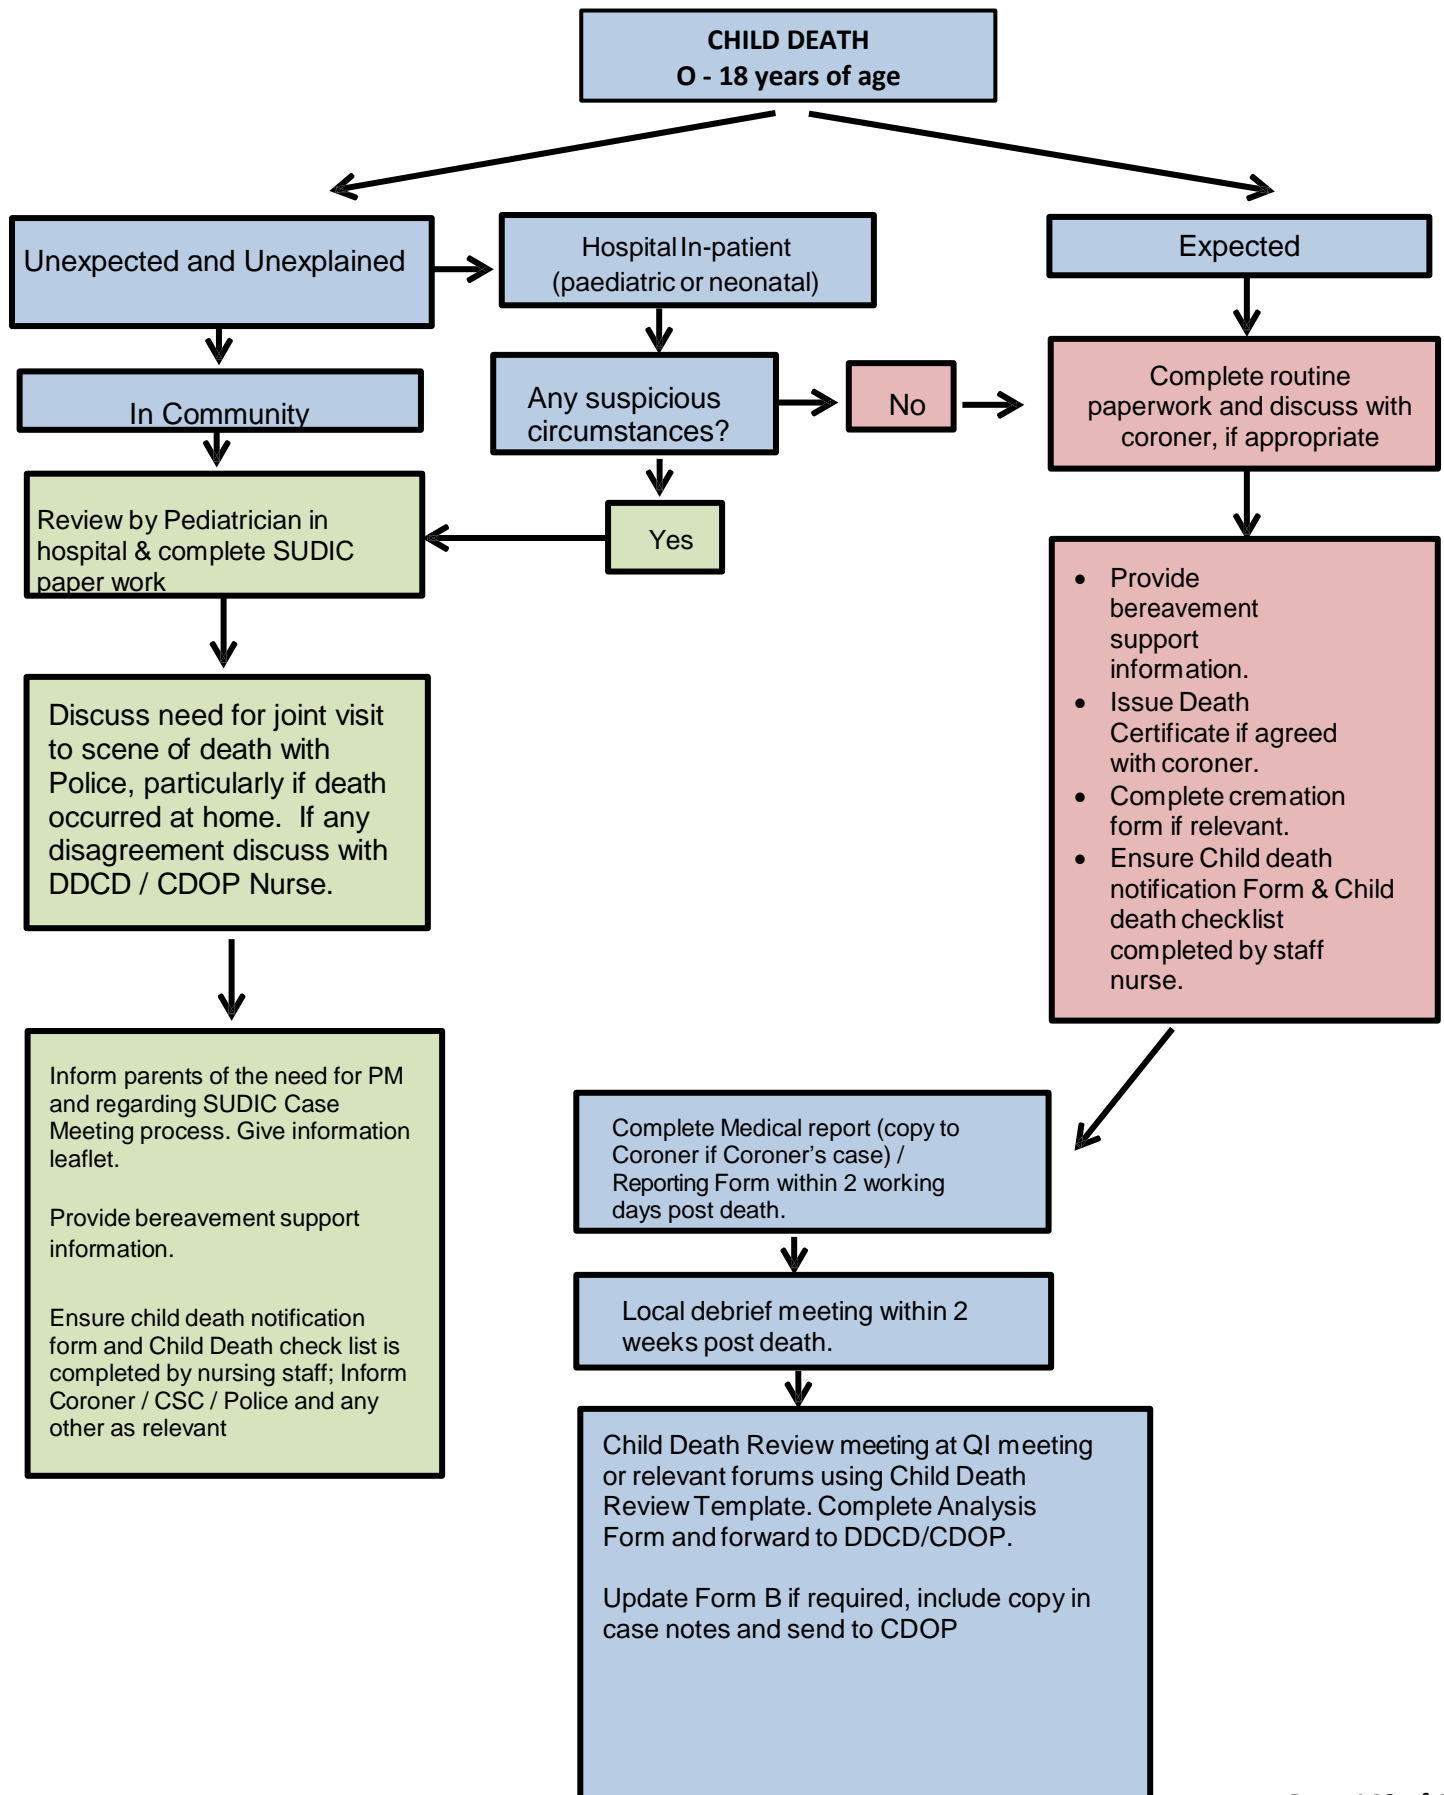 CHILD DEATH
O - 18 years of age
Unexpected and Unexplained
Hospital In-patient
(paediatric or neonatal)
Expected
In Community
Any suspicious
circumstances?
No
Complete routine
paperwork and discuss with
coroner, if appropriate
Review by Pediatrician in
hospital & complete SUDIC
paper work
Yes
Discuss need for joint visit
to scene of death with
Police, particularly if death
occurred at home. If any
disagreement discuss with
DDCD / CDOP Nurse.
• Provide
bereavement
support
information.
• Issue Death
Certificate if agreed
with coroner.
• Complete cremation
form if relevant.
• Ensure Child death
notification Form & Child
death checklist
completed by staff
nurse.
Inform parents of the need for PM
and regarding SUDIC Case
Meeting process. Give information
leaflet.
Provide bereavement support
information.
Ensure child death notification
form and Child Death check list is
completed by nursing staff; Inform
Coroner / CSC / Police and any
other as relevant
Complete Medical report (copy to
Coroner if Coroner’s case) /
Reporting Form within 2 working
days post death.
Local debrief meeting within 2
weeks post death.
Child Death Review meeting at QI meeting
or relevant forums using Child Death
Review Template. Complete Analysis
Form and forward to DDCD/CDOP.
Update Form B if required, include copy in
case notes and send to CDOP